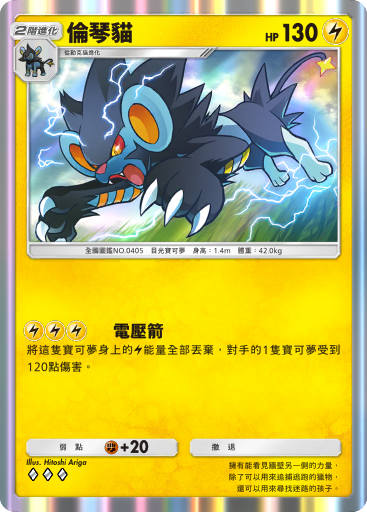 2階進化
倫琴貓
HP 130
從勒克貓進化
全國圖鑑NO.0405 目光寶可夢 身高：1.4m 體重：42.0kg
電壓箭
將這隻寶可夢身上的能量全部丟棄，對手的1隻寶可夢受到
120點傷害。
弱點 +20 撤退
Illus. Hitoshi Ariga
擁有能看見牆壁另一側的力量，
除了可以用來追捕逃跑的獵物，
還可以用來尋找迷路的孩子。